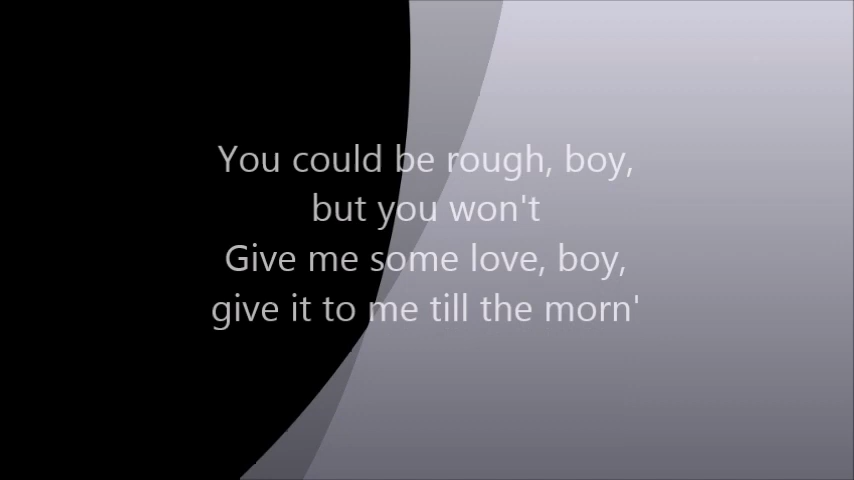 You could be rough, boy,
but you won't
Give me some love, boy,
give it to me till the morn'